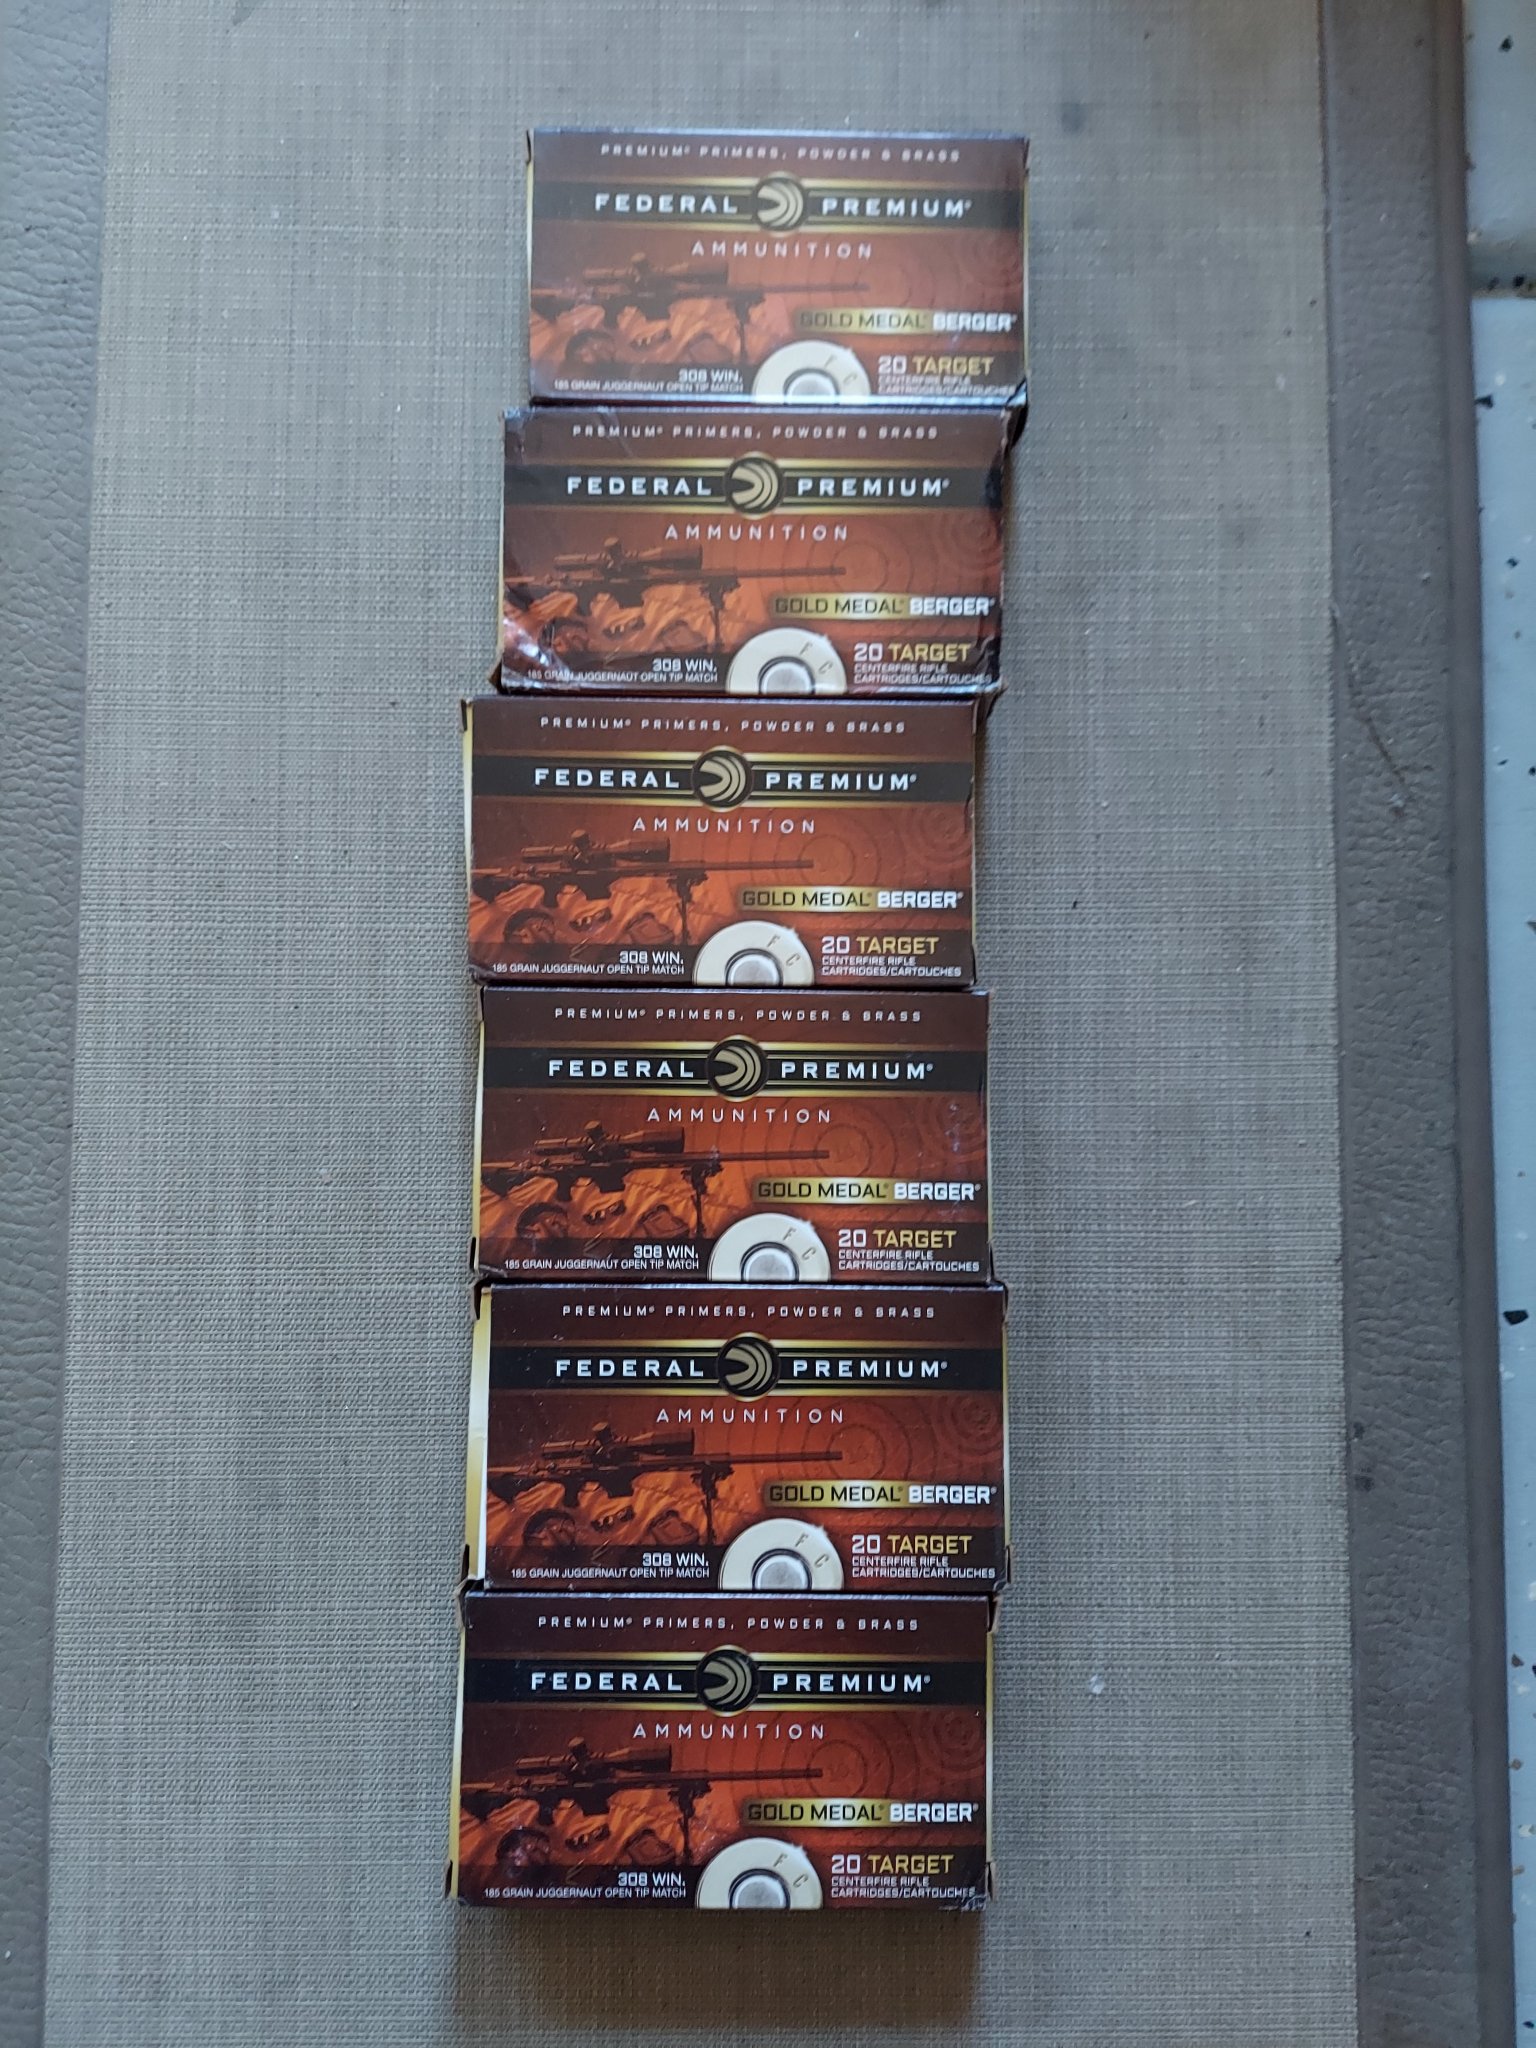 PREMIUM® PRIMERS, POWDER & BRASS
FEDERAL PREMIUM®
AMMUNITION
GOLD MEDAL® BERGER®
308 WIN.
185 GRAIN JUGGERNAUT OPEN TIP MATCH
F C
20 TARGET
CENTERFIRE RIFLE
CARTRIDGES/CARTOUCHES
PREMIUM® PRIMERS, POWDER & BRASS
FEDERAL PREMIUM®
AMMUNITION
GOLD MEDAL® BERGER®
308 WIN.
185 GRAIN JUGGERNAUT OPEN TIP MATCH
F C
20 TARGET
CENTERFIRE RIFLE
CARTRIDGES/CARTOUCHES
PREMIUM® PRIMERS, POWDER & BRASS
FEDERAL PREMIUM®
AMMUNITION
GOLD MEDAL® BERGER®
308 WIN.
185 GRAIN JUGGERNAUT OPEN TIP MATCH
F C
20 TARGET
CENTERFIRE RIFLE
CARTRIDGES/CARTOUCHES
PREMIUM® PRIMERS, POWDER & BRASS
FEDERAL PREMIUM®
AMMUNITION
GOLD MEDAL® BERGER®
308 WIN.
185 GRAIN JUGGERNAUT OPEN TIP MATCH
F C
20 TARGET
CENTERFIRE RIFLE
CARTRIDGES/CARTOUCHES
PREMIUM® PRIMERS, POWDER & BRASS
FEDERAL PREMIUM®
AMMUNITION
GOLD MEDAL® BERGER®
308 WIN.
185 GRAIN JUGGERNAUT OPEN TIP MATCH
F C
20 TARGET
CENTERFIRE RIFLE
CARTRIDGES/CARTOUCHES
PREMIUM® PRIMERS, POWDER & BRASS
FEDERAL PREMIUM®
AMMUNITION
GOLD MEDAL® BERGER®
308 WIN.
185 GRAIN JUGGERNAUT OPEN TIP MATCH
F C
20 TARGET
CENTERFIRE RIFLE
CARTRIDGES/CARTOUCHES